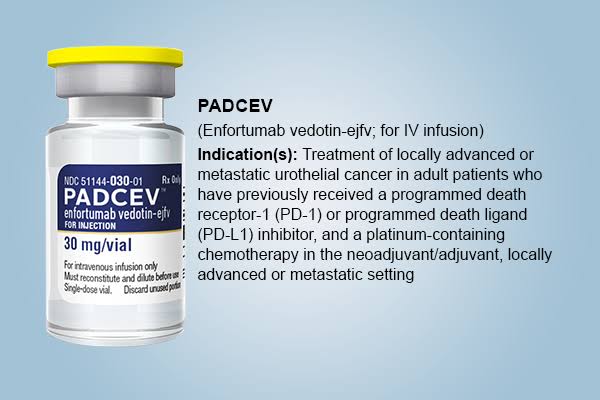 NDC 51144-030-01 Rx Only
PADCEV™
enfortumab vedotin-ejfv
FOR INJECTION
30 mg/vial
For intravenous infusion only
Must reconstitute and dilute before use
Single-dose vial. Discard unused portion
PADCEV
(Enfortumab vedotin-ejfv; for IV infusion)
Indication(s): Treatment of locally advanced or
metastatic urothelial cancer in adult patients who
have previously received a programmed death
receptor-1 (PD-1) or programmed death ligand
(PD-L1) inhibitor, and a platinum-containing
chemotherapy in the neoadjuvant/adjuvant, locally
advanced or metastatic setting